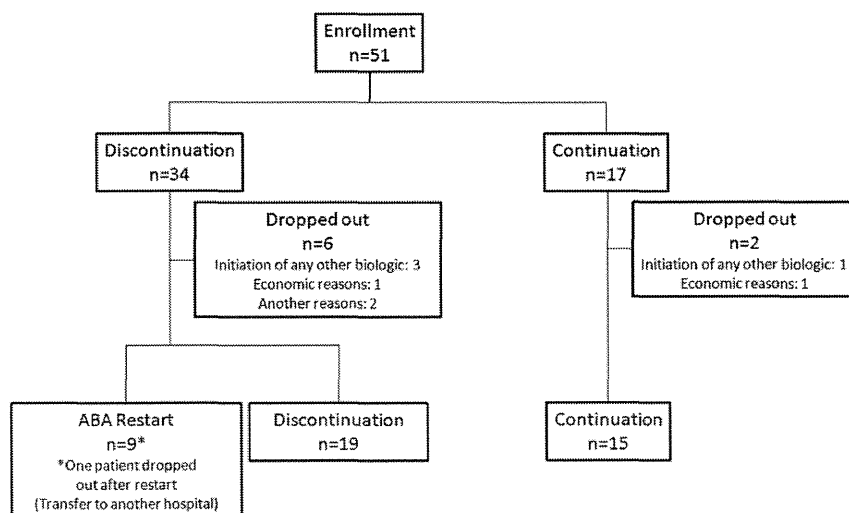 Enrollment
n=51
Discontinuation
n=34
Continuation
n=17
Dropped out
n=6
Initiation of any other biologic: 3
Economic reasons: 1
Another reasons: 2
Dropped out
n=2
Initiation of any other biologic: 1
Economic reasons: 1
ABA Restart
n=9*
*One patient dropped
out after restart
(Transfer to another hospital)
Discontinuation
n=19
Continuation
n=15